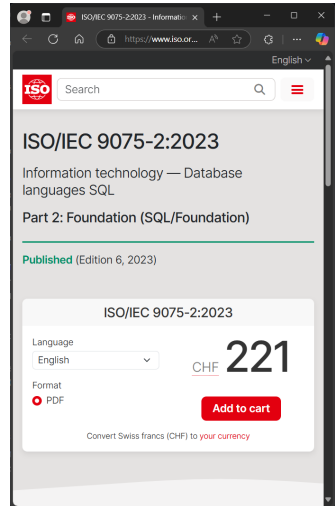 ISO/IEC 9075-2:2023 - Informatio
https://www.iso.or...
English
ISO
Search
ISO/IEC 9075-2:2023
Information technology — Database
languages SQL
Part 2: Foundation (SQL/Foundation)
Published (Edition 6, 2023)
ISO/IEC 9075-2:2023
Language
English
CHF 221
Format
PDF
Add to cart
Convert Swiss francs (CHF) to your currency